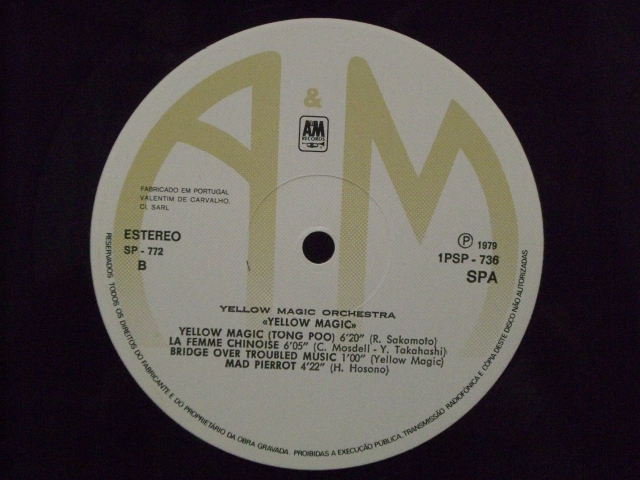 A & M
A&M
RECORDS
FABRICADO EM PORTUGAL
VALENTIM DE CARVALHO,
CI, SARL
ESTEREO
SP - 772
B
Ⓟ 1979
1PSP - 736
SPA
YELLOW MAGIC ORCHESTRA
«YELLOW MAGIC»
YELLOW MAGIC (TONG POO) 6'20" (R. Sakamoto)
LA FEMME CHINOISE 6'05" (C. Mosdell - Y. Takahashi)
BRIDGE OVER TROUBLED MUSIC 1'00" (Yellow Magic)
MAD PIERROT 4'22" (H. Hosono)
RESERVADOS TODOS OS DIREITOS DO FABRICANTE E DO PROPRIETÁRIO DA OBRA GRAVADA. PROIBIDAS A EXECUÇÃO PÚBLICA, TRANSMISSÃO RADIOFÓNICA E CÓPIA DESTE DISCO NÃO AUTORIZADAS